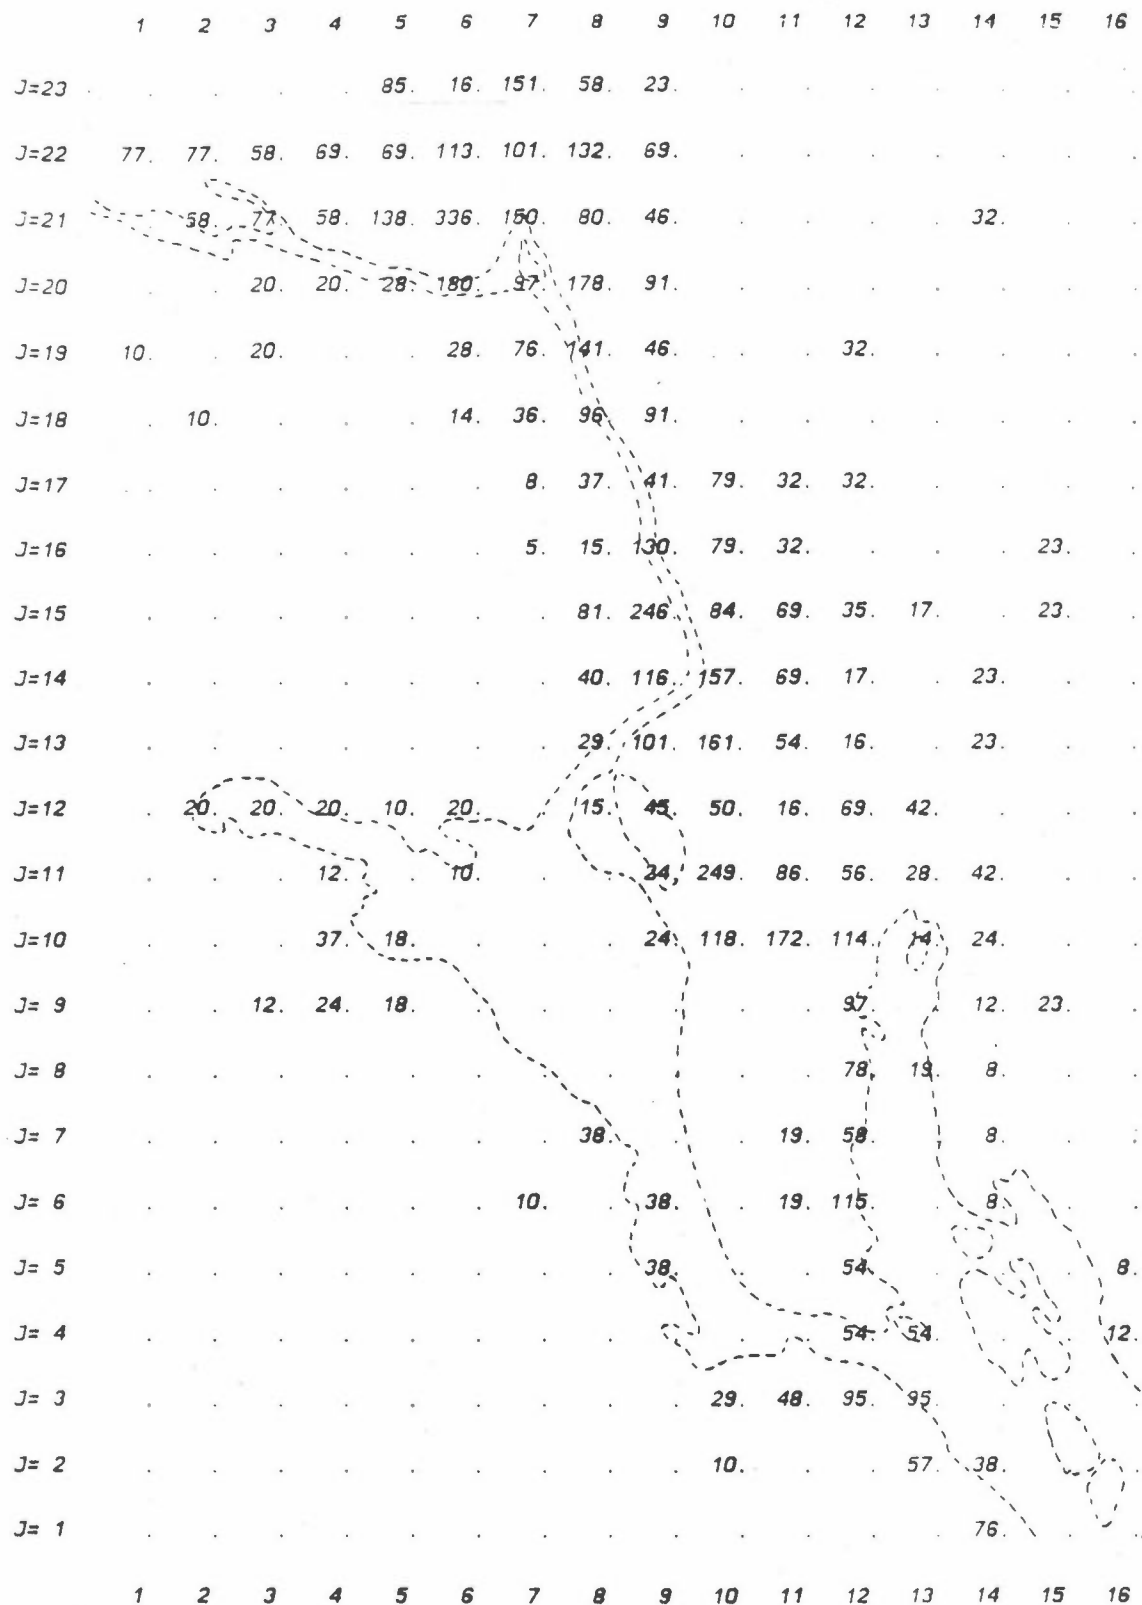 1 2 3 4 5 6 7 8 9 10 11 12 13 14 15 16
J=23 . . . . 85. 16. 151. 58. 23. . . . . . . .
J=22 77. 77. 58. 69. 69. 113. 101. 132. 69. . . . . . . .
J=21 . 58. 77. 58. 138. 336. 150. 80. 46. . . . . 32. . .
J=20 . . 20. 20. 28. 180. 97. 178. 91. . . . . . . .
J=19 10. . 20. . . 28. 76. 141. 46. . . 32. . . . .
J=18 . 10. . . . 14. 36. 96. 91. . . . . . . .
J=17 . . . . . . 8. 37. 41. 79. 32. 32. . . . .
J=16 . . . . . . 5. 15. 130. 79. 32. . . . 23. .
J=15 . . . . . . . 81. 246. 84. 69. 35. 17. . 23. .
J=14 . . . . . . . 40. 116. 157. 69. 17. . 23. . .
J=13 . . . . . . . 29. 101. 161. 54. 16. . 23. . .
J=12 . 20. 20. 20. 10. 20. . 15. 45. 50. 16. 69. 42. . . .
J=11 . . . 12. . 10. . . 34. 249. 86. 56. 28. 42. . .
J=10 . . . 37. 18. . . . 24. 118. 172. 114. 14. 24. . .
J= 9 . . 12. 24. 18. . . . . . . 97. . 12. 23. .
J= 8 . . . . . . . . . . . 78. 19. 8. . .
J= 7 . . . . . . . 38. . . 19. 58. . 8. . .
J= 6 . . . . . . 10. . 38. . 19. 115. . 8. . .
J= 5 . . . . . . . . 38. . . 54. . . . 8.
J= 4 . . . . . . . . . . . 54. 54. . . 12.
J= 3 . . . . . . . . . 29. 48. 95. 95. . . .
J= 2 . . . . . . . . . 10. . . 57. 38. . .
J= 1 . . . . . . . . . . . . . 76. . .
1 2 3 4 5 6 7 8 9 10 11 12 13 14 15 16